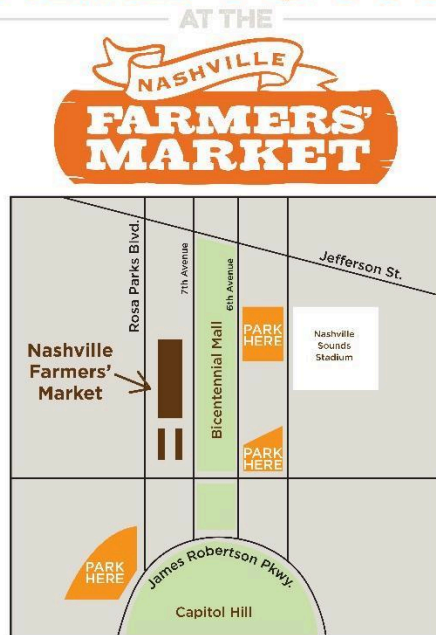 AT THE
NASHVILLE
FARMERS'
MARKET
Jefferson St.
Rosa Parks Blvd.
7th Avenue
6th Avenue
Bicentennial Mall
PARK
HERE
Nashville
Sounds
Stadium
Nashville
Farmers'
Market
PARK
HERE
PARK
HERE
James Robertson Pkwy.
Capitol Hill